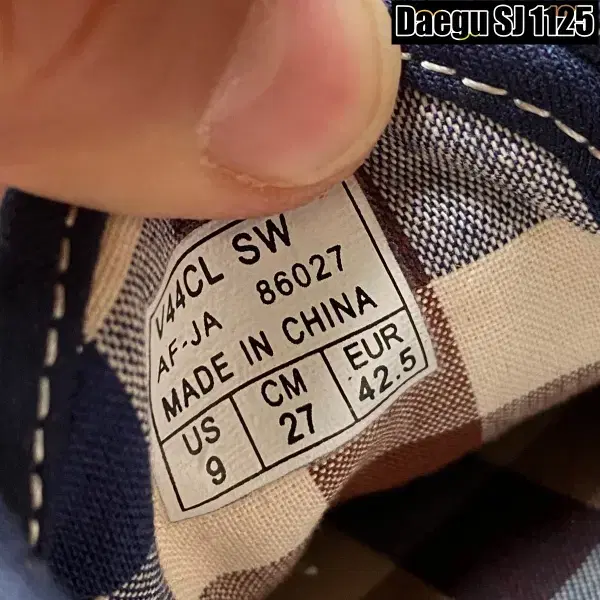 Daegu SJ 1125
V44CL SW
AF-JA 86027
MADE IN CHINA
US CM EUR
9 27 42.5